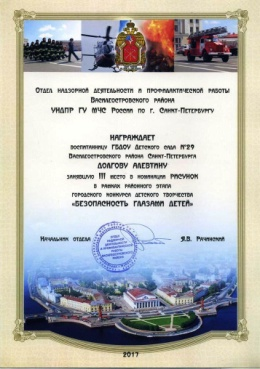 Отдел надзорной деятельности и профилактической работы
Василеостровского района
УНДПР ГУ МЧС России по г. Санкт-Петербургу
НАГРАЖДАЕТ
воспитанницу ГБДОУ Детского сада №29
Василеостровского района Санкт-Петербурга
ДОЛГОВУ АЛЕВТИНУ
занявшую III место в номинации РИСУНОК
в рамках районного этапа
городского конкурса детского творчества
«БЕЗОПАСНОСТЬ ГЛАЗАМИ ДЕТЕЙ»
Начальник отдела Я.В. Рачинский
2017